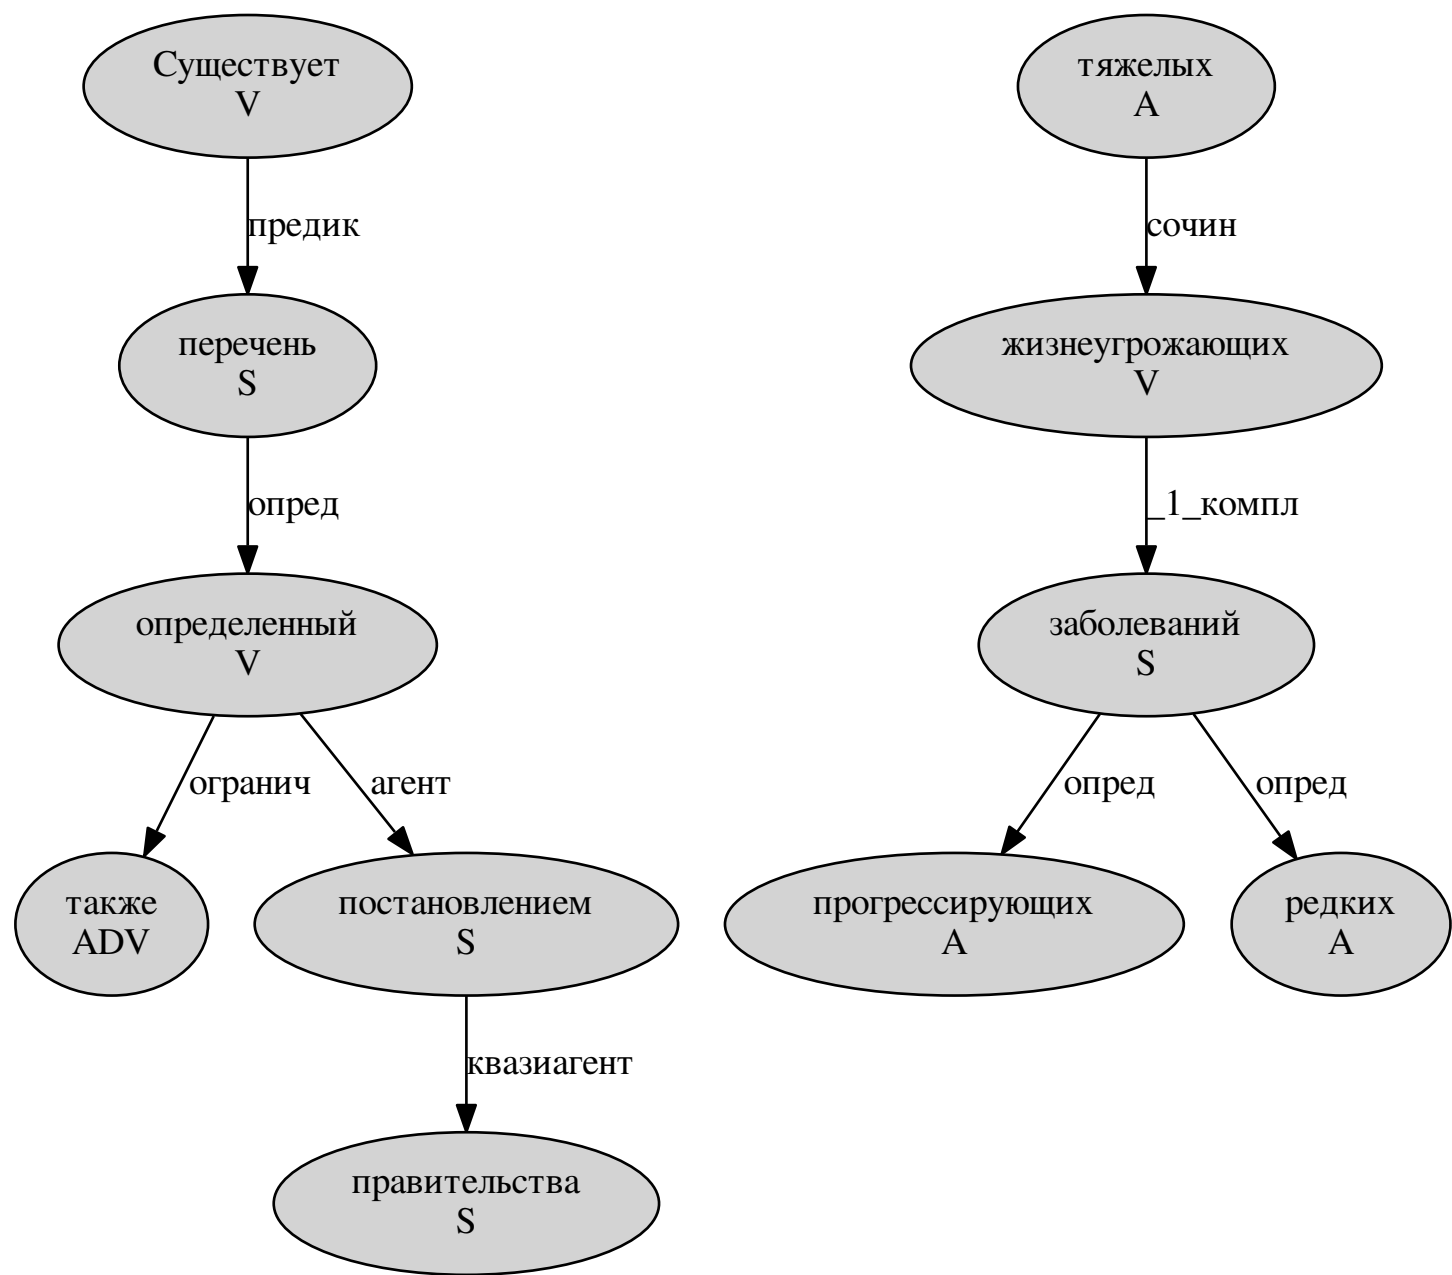 Существует
V
тяжелых
A
предик
сочин
перечень
S
жизнеугрожающих
V
опред
_1_компл
определенный
V
заболеваний
S
огранич
агент
опред
опред
также
ADV
постановлением
S
прогрессирующих
A
редких
A
квазиагент
правительства
S